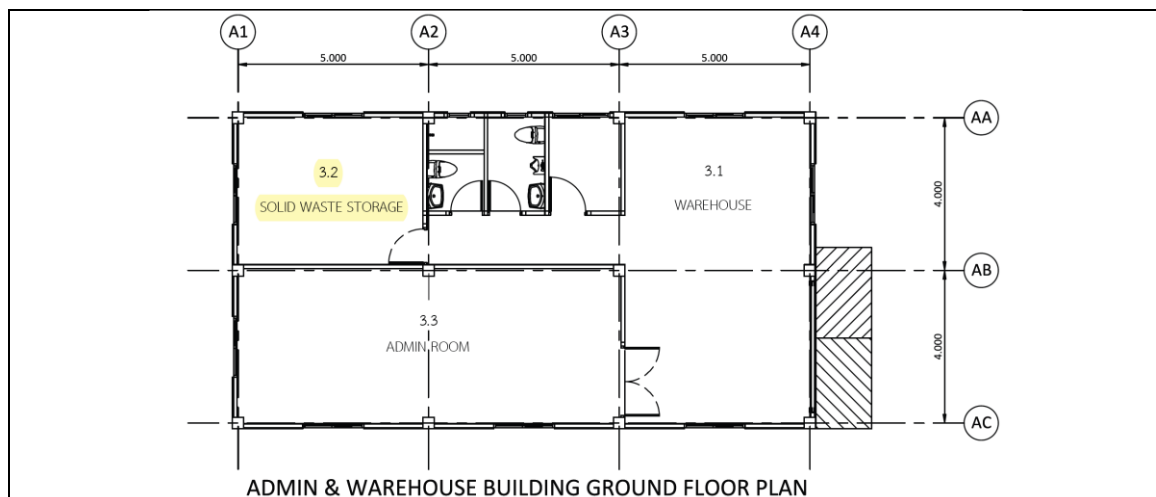 A1 A2 A3 A4
5.000 5.000 5.000
AA
3.2
SOLID WASTE STORAGE
3.1
WAREHOUSE
4.000
AB
3.3
ADMIN ROOM
4.000
AC
ADMIN & WAREHOUSE BUILDING GROUND FLOOR PLAN